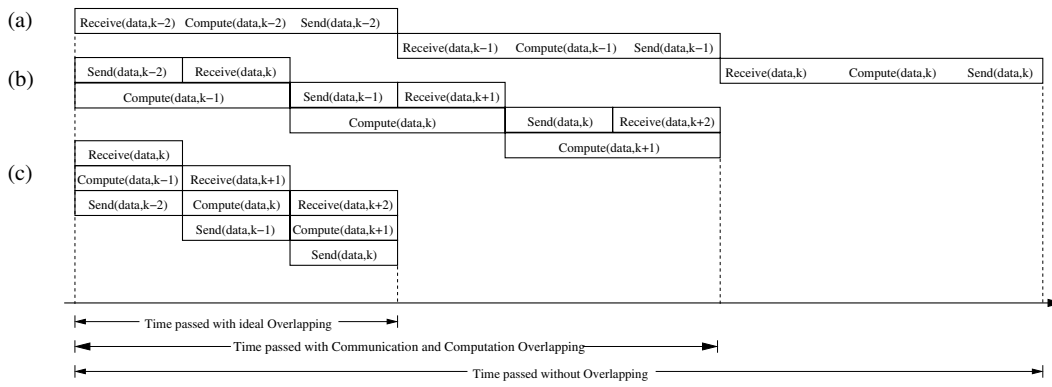 (a)
Receive(data,k−2) Compute(data,k−2) Send(data,k−2)
Receive(data,k−1) Compute(data,k−1) Send(data,k−1)
Receive(data,k) Compute(data,k) Send(data,k)
(b)
Send(data,k−2) Receive(data,k)
Compute(data,k−1)
Send(data,k−1) Receive(data,k+1)
Compute(data,k)
Send(data,k) Receive(data,k+2)
Compute(data,k+1)
(c)
Receive(data,k)
Compute(data,k−1) Receive(data,k+1)
Send(data,k−2) Compute(data,k) Receive(data,k+2)
Send(data,k−1) Compute(data,k+1)
Send(data,k)
Time passed with ideal Overlapping
Time passed with Communication and Computation Overlapping
Time passed without Overlapping